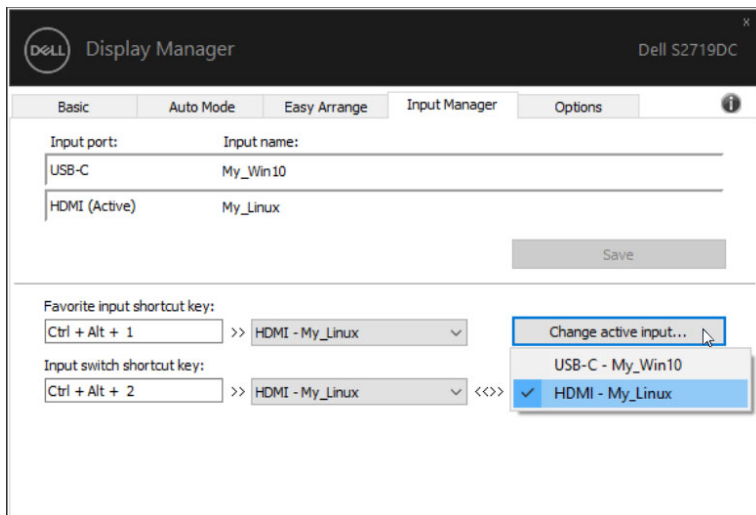 x
DELL Display Manager Dell S2719DC
Basic Auto Mode Easy Arrange Input Manager Options i
Input port: Input name:
USB-C My_Win10
HDMI (Active) My_Linux
Save
Favorite input shortcut key:
Ctrl + Alt + 1 >> HDMI - My_Linux Change active input...
Input switch shortcut key:
USB-C - My_Win10
Ctrl + Alt + 2 >> HDMI - My_Linux <<>> ✓ HDMI - My_Linux